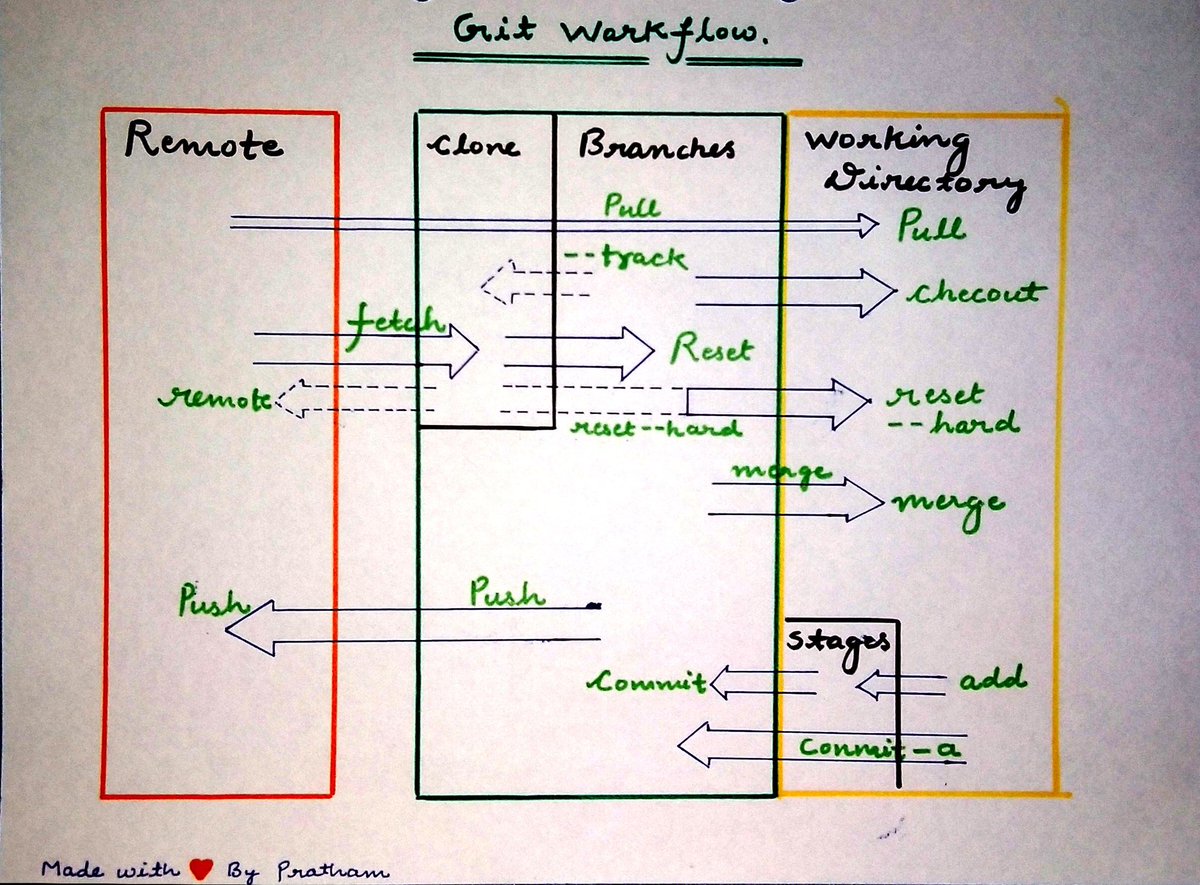 Git Workflow.
Remote
Clone
Branches
Working
Directory
Pull
Pull
--track
checout
fetch
Reset
remote
reset
--hard
reset--hard
merge
merge
Push
Push
Stages
Commit
add
Commit-a
Made with ❤ By Pratham